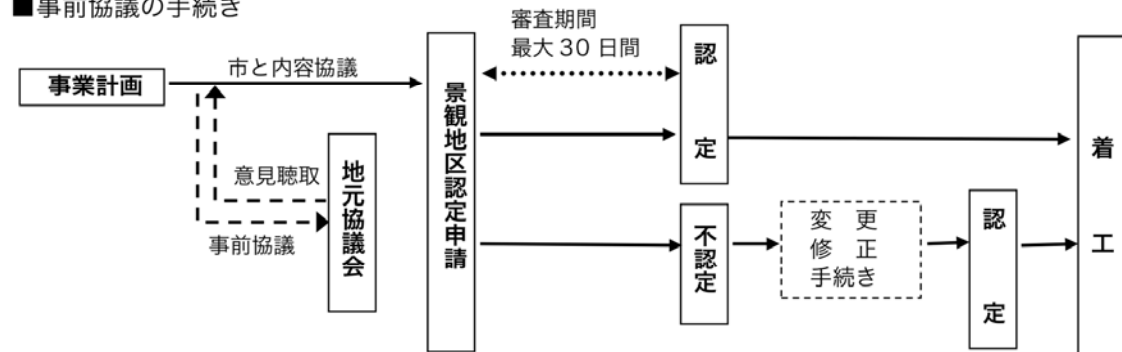 ■事前協議の手続き
事業計画
市と内容協議
意見聴取
事前協議
地元協議会
景観地区認定申請
審査期間
最大30日間
認定
不認定
変更
修正
手続き
認定
着工